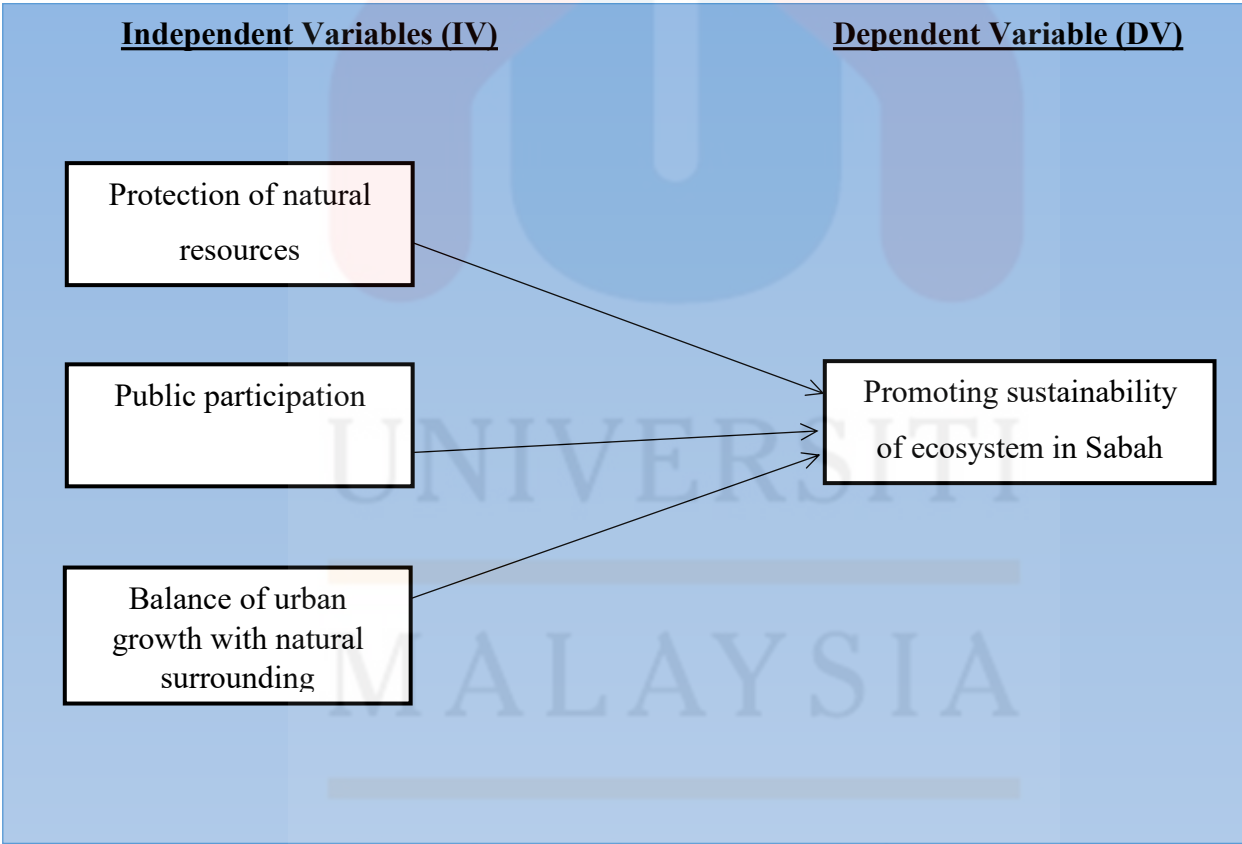 Independent Variables (IV)
Dependent Variable (DV)
Protection of natural
resources
Public participation
Promoting sustainability
of ecosystem in Sabah
Balance of urban
growth with natural
surrounding
UNIVERSITI
MALAYSIA